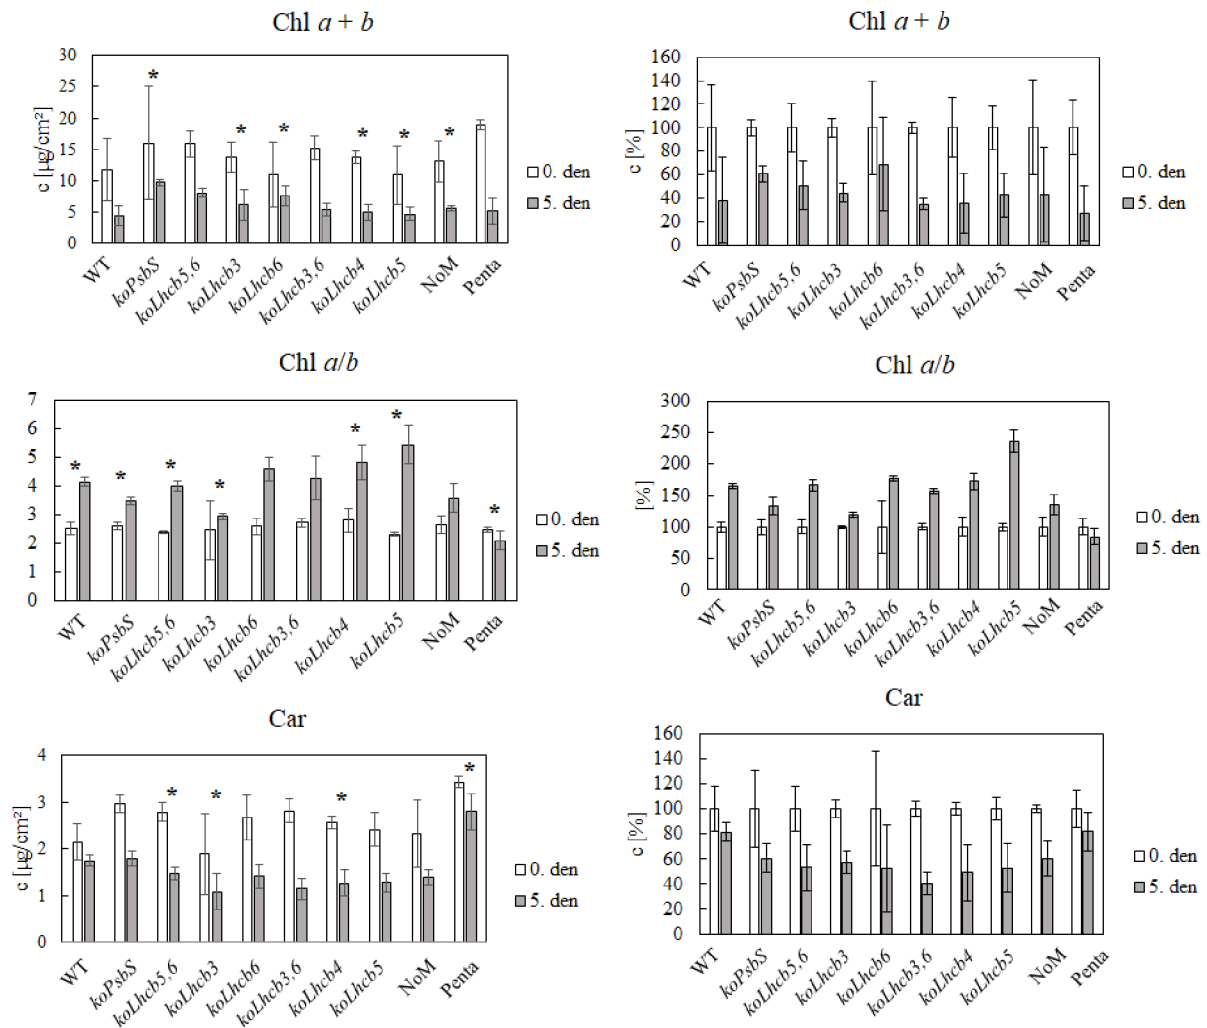 Chl a + b
30
25
20
15
10
5
0
c [µg/cm²]
*
*
*
*
*
*
WT
koPsbS
koLhcb5,6
koLhcb3
koLhcb6
koLhcb3,6
koLhcb4
koLhcb5
NoM
Penta
0. den
5. den
Chl a + b
160
140
120
100
80
60
40
20
0
c [%]
WT
koPsbS
koLhcb5,6
koLhcb3
koLhcb6
koLhcb3,6
koLhcb4
koLhcb5
NoM
Penta
0. den
5. den
Chl a/b
7
6
5
4
3
2
1
0
*
*
*
*
*
*
*
WT
koPsbS
koLhcb5,6
koLhcb3
koLhcb6
koLhcb3,6
koLhcb4
koLhcb5
NoM
Penta
0. den
5. den
Chl a/b
300
250
200
150
100
50
0
[%]
WT
koPsbS
koLhcb5,6
koLhcb3
koLhcb6
koLhcb3,6
koLhcb4
koLhcb5
NoM
Penta
0. den
5. den
Car
4
3
2
1
0
c [µg/cm²]
*
*
*
*
WT
koPsbS
koLhcb5,6
koLhcb3
koLhcb6
koLhcb3,6
koLhcb4
koLhcb5
NoM
Penta
0. den
5. den
Car
160
140
120
100
80
60
40
20
0
c [%]
WT
koPsbS
koLhcb5,6
koLhcb3
koLhcb6
koLhcb3,6
koLhcb4
koLhcb5
NoM
Penta
0. den
5. den